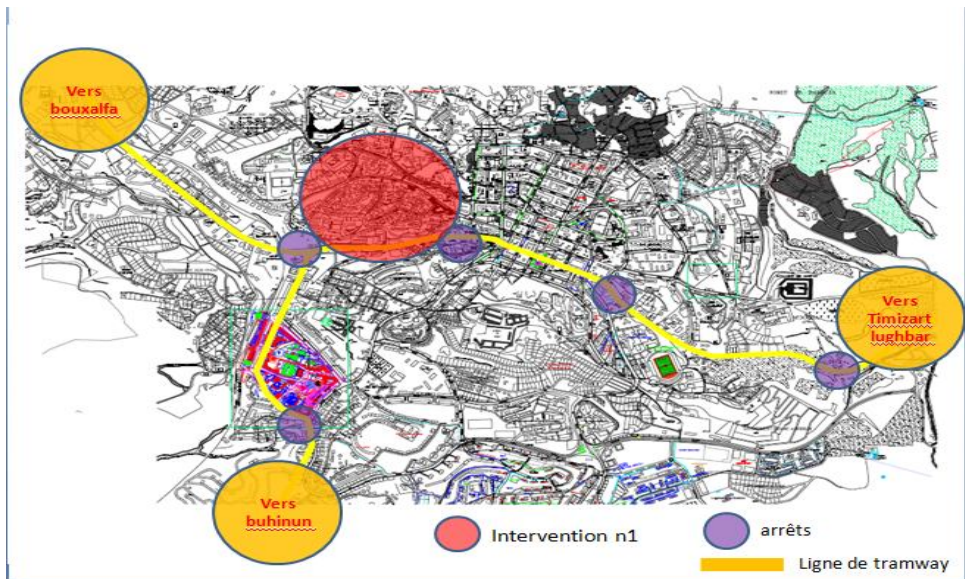 Vers
bouxalfa
Vers
Timizart
lughbar
Vers
buhinun
Intervention n1
arrêts
Ligne de tramway